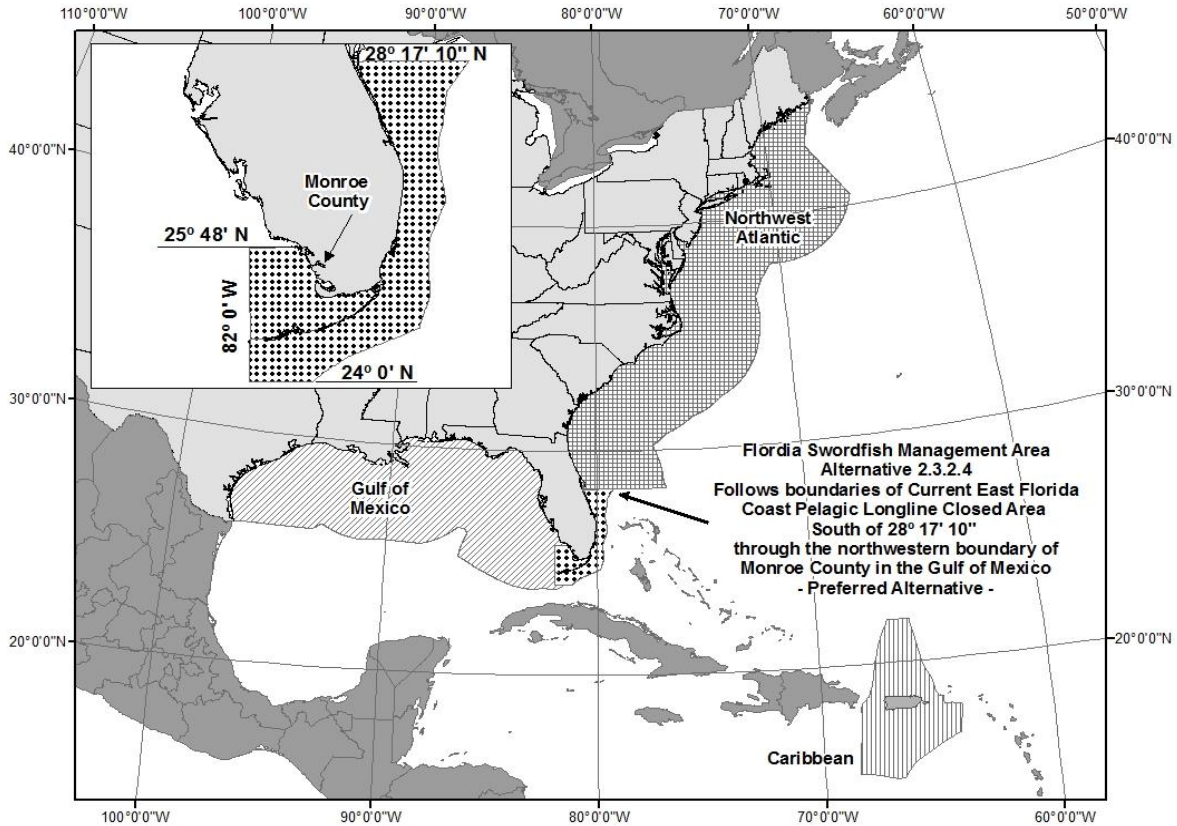 110°0'0"W
100°0'0"W
90°0'0"W
80°0'0"W
70°0'0"W
60°0'0"W
50°0'0"W
28º 17' 10" N
Monroe
County
25º 48' N
82º 0' W
24º 0' N
40°0'0"N
40°0'0"N
Northwest
Atlantic
30°0'0"N
30°0'0"N
Gulf of
Mexico
Flordia Swordfish Management Area
Alternative 2.3.2.4
Follows boundaries of Current East Florida
Coast Pelagic Longline Closed Area
South of 28º 17' 10"
through the northwestern boundary of
Monroe County in the Gulf of Mexico
- Preferred Alternative -
20°0'0"N
20°0'0"N
Caribbean
100°0'0"W
90°0'0"W
80°0'0"W
70°0'0"W
60°0'0"W